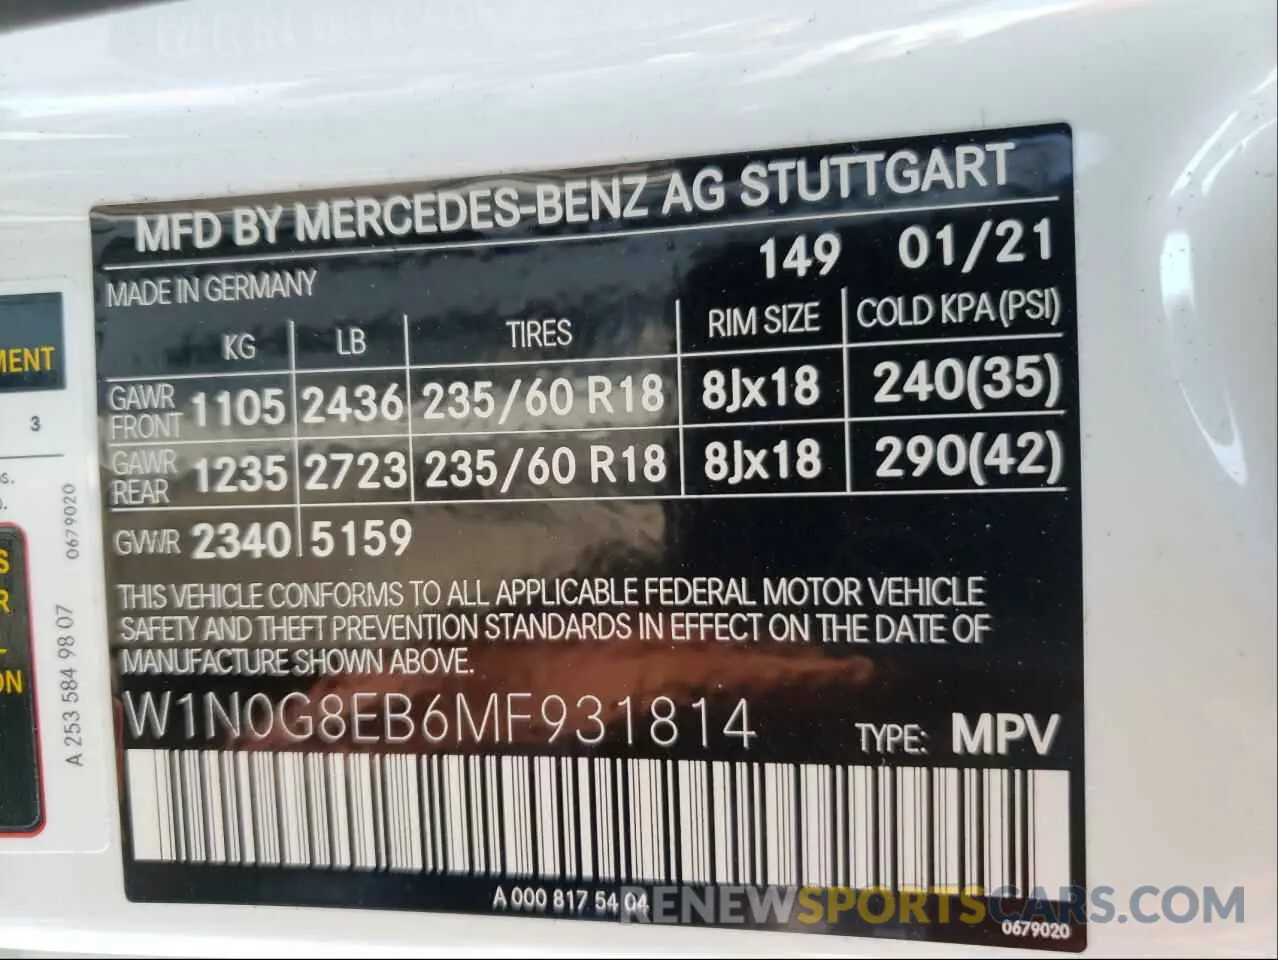 MFD BY MERCEDES-BENZ AG STUTTGART
149 01/21
MADE IN GERMANY
KG LB TIRES RIM SIZE COLD KPA (PSI)
GAWR FRONT 1105 2436 235/60 R18 8Jx18 240(35)
GAWR REAR 1235 2723 235/60 R18 8Jx18 290(42)
GVWR 2340 5159
THIS VEHICLE CONFORMS TO ALL APPLICABLE FEDERAL MOTOR VEHICLE
SAFETY AND THEFT PREVENTION STANDARDS IN EFFECT ON THE DATE OF
MANUFACTURE SHOWN ABOVE.
W1N0G8EB6MF931814 TYPE: MPV
A 000 817 54 04
0679020
3
0679020
A 253 584 98 07
RENEWSPORTSCARS.COM